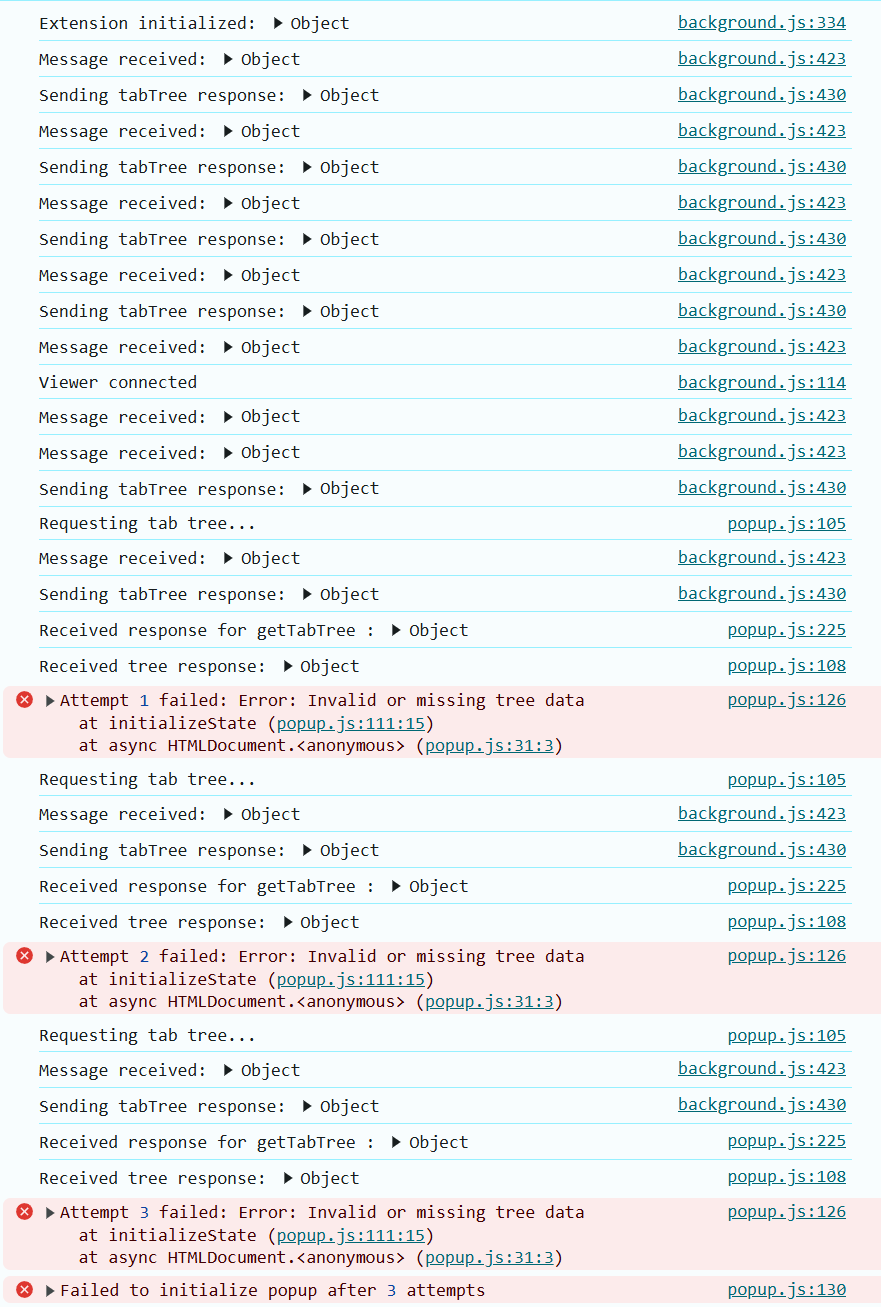 Extension initialized: ▶ Object background.js:334
Message received: ▶ Object background.js:423
Sending tabTree response: ▶ Object background.js:430
Message received: ▶ Object background.js:423
Sending tabTree response: ▶ Object background.js:430
Message received: ▶ Object background.js:423
Sending tabTree response: ▶ Object background.js:430
Message received: ▶ Object background.js:423
Sending tabTree response: ▶ Object background.js:430
Message received: ▶ Object background.js:423
Viewer connected background.js:114
Message received: ▶ Object background.js:423
Message received: ▶ Object background.js:423
Sending tabTree response: ▶ Object background.js:430
Requesting tab tree... popup.js:105
Message received: ▶ Object background.js:423
Sending tabTree response: ▶ Object background.js:430
Received response for getTabTree : ▶ Object popup.js:225
Received tree response: ▶ Object popup.js:108
▶ Attempt 1 failed: Error: Invalid or missing tree data popup.js:126
at initializeState (popup.js:111:15)
at async HTMLDocument.<anonymous> (popup.js:31:3)
Requesting tab tree... popup.js:105
Message received: ▶ Object background.js:423
Sending tabTree response: ▶ Object background.js:430
Received response for getTabTree : ▶ Object popup.js:225
Received tree response: ▶ Object popup.js:108
▶ Attempt 2 failed: Error: Invalid or missing tree data popup.js:126
at initializeState (popup.js:111:15)
at async HTMLDocument.<anonymous> (popup.js:31:3)
Requesting tab tree... popup.js:105
Message received: ▶ Object background.js:423
Sending tabTree response: ▶ Object background.js:430
Received response for getTabTree : ▶ Object popup.js:225
Received tree response: ▶ Object popup.js:108
▶ Attempt 3 failed: Error: Invalid or missing tree data popup.js:126
at initializeState (popup.js:111:15)
at async HTMLDocument.<anonymous> (popup.js:31:3)
▶ Failed to initialize popup after 3 attempts popup.js:130